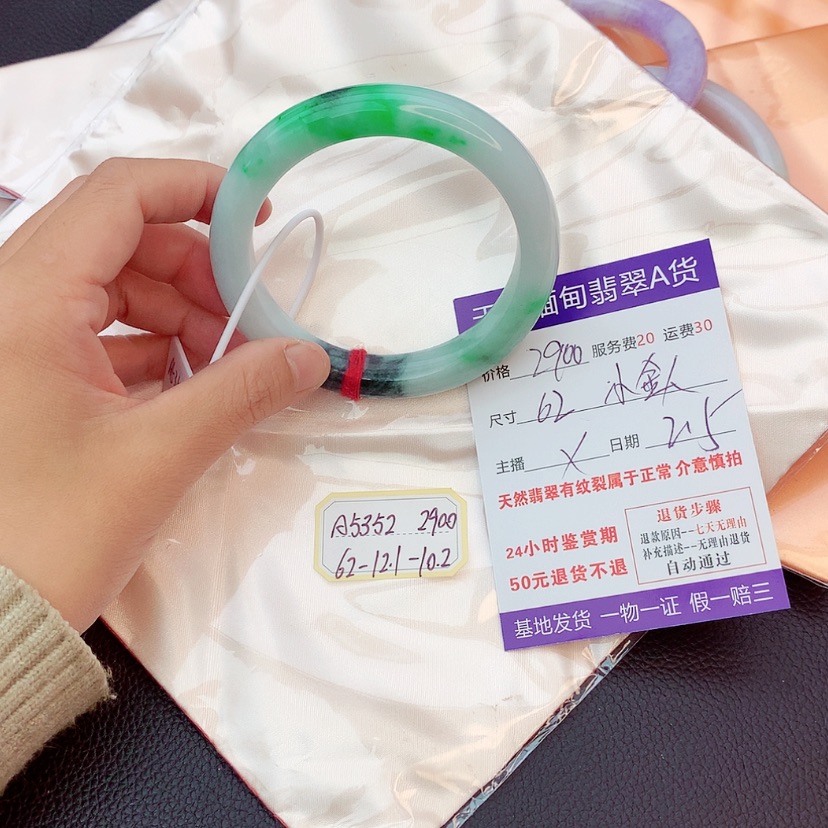 缅甸翡翠A货
价格 2900 服务费20 运费30
尺寸 62
主播 X 日期 2.15
天然翡翠有纹裂属于正常 介意慎拍
24小时鉴赏期
50元退货不退
退货步骤
退款原因--七天无理由
补充描述--无理由退货
自动通过
基地发货 一物一证 假一赔三
A5352 2900
62-12.1-10.2